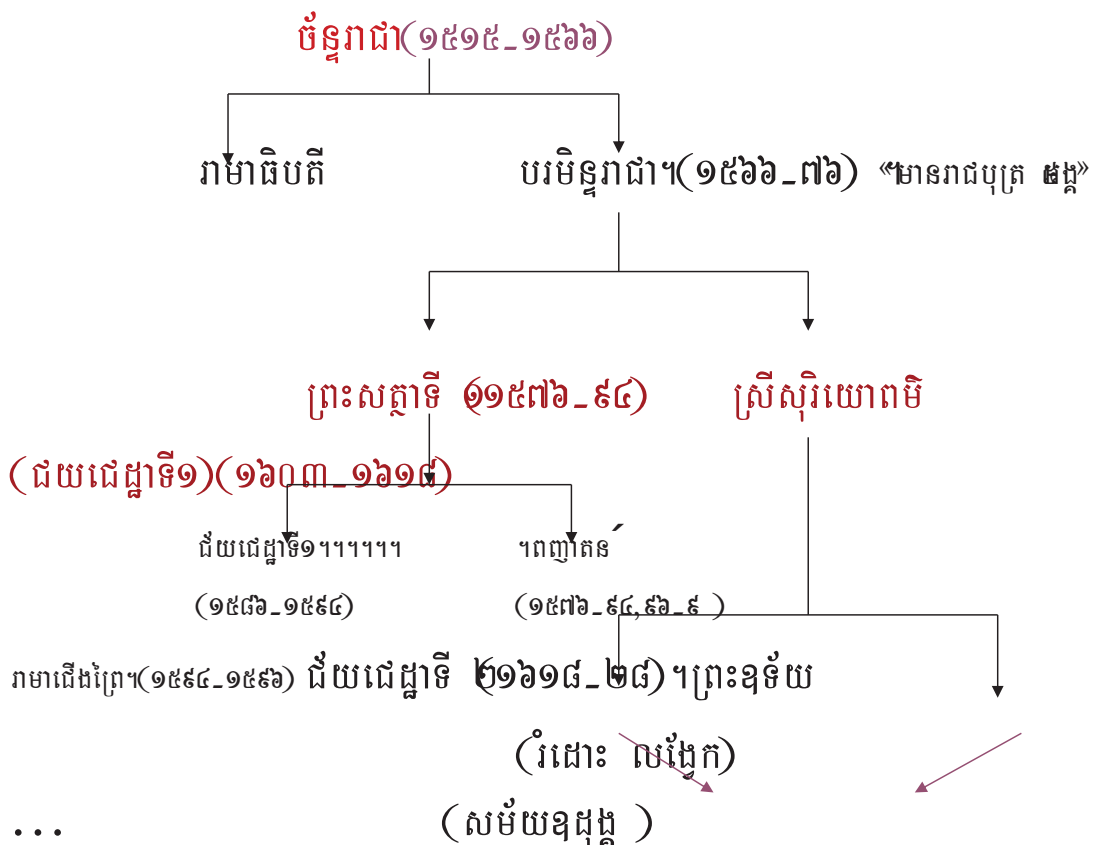 ច័ន្ទរាជា(១៥១៥_១៥៦៦)
រាមាធិបតី បរមិន្ទរាជា។(១៥៦៦_៧៦) «មានរាជបុត្រ ៥អង្គ»
ព្រះសត្ថាទី ១(១៥៧៦_៩៤) ស្រីសុរិយោពម៌
(ជយជេដ្ឋាទី១)(១៦០៣_១៦១៨)
ជ័យជេដ្ឋាទី១។។។។។។ ។ពញាតន់
(១៥៨៦_១៥៩៤) (១៥៧៦_៩៤,៩៦_៩ )
រាមាជើងព្រៃ។(១៥៩៤_១៥៩៦) ជ័យជេដ្ឋាទី ២(១៦១៨_២៨)។ព្រះឧទ័យ
(រំដោះ លង្វែក)
... (សម័យឧដុង្គ )